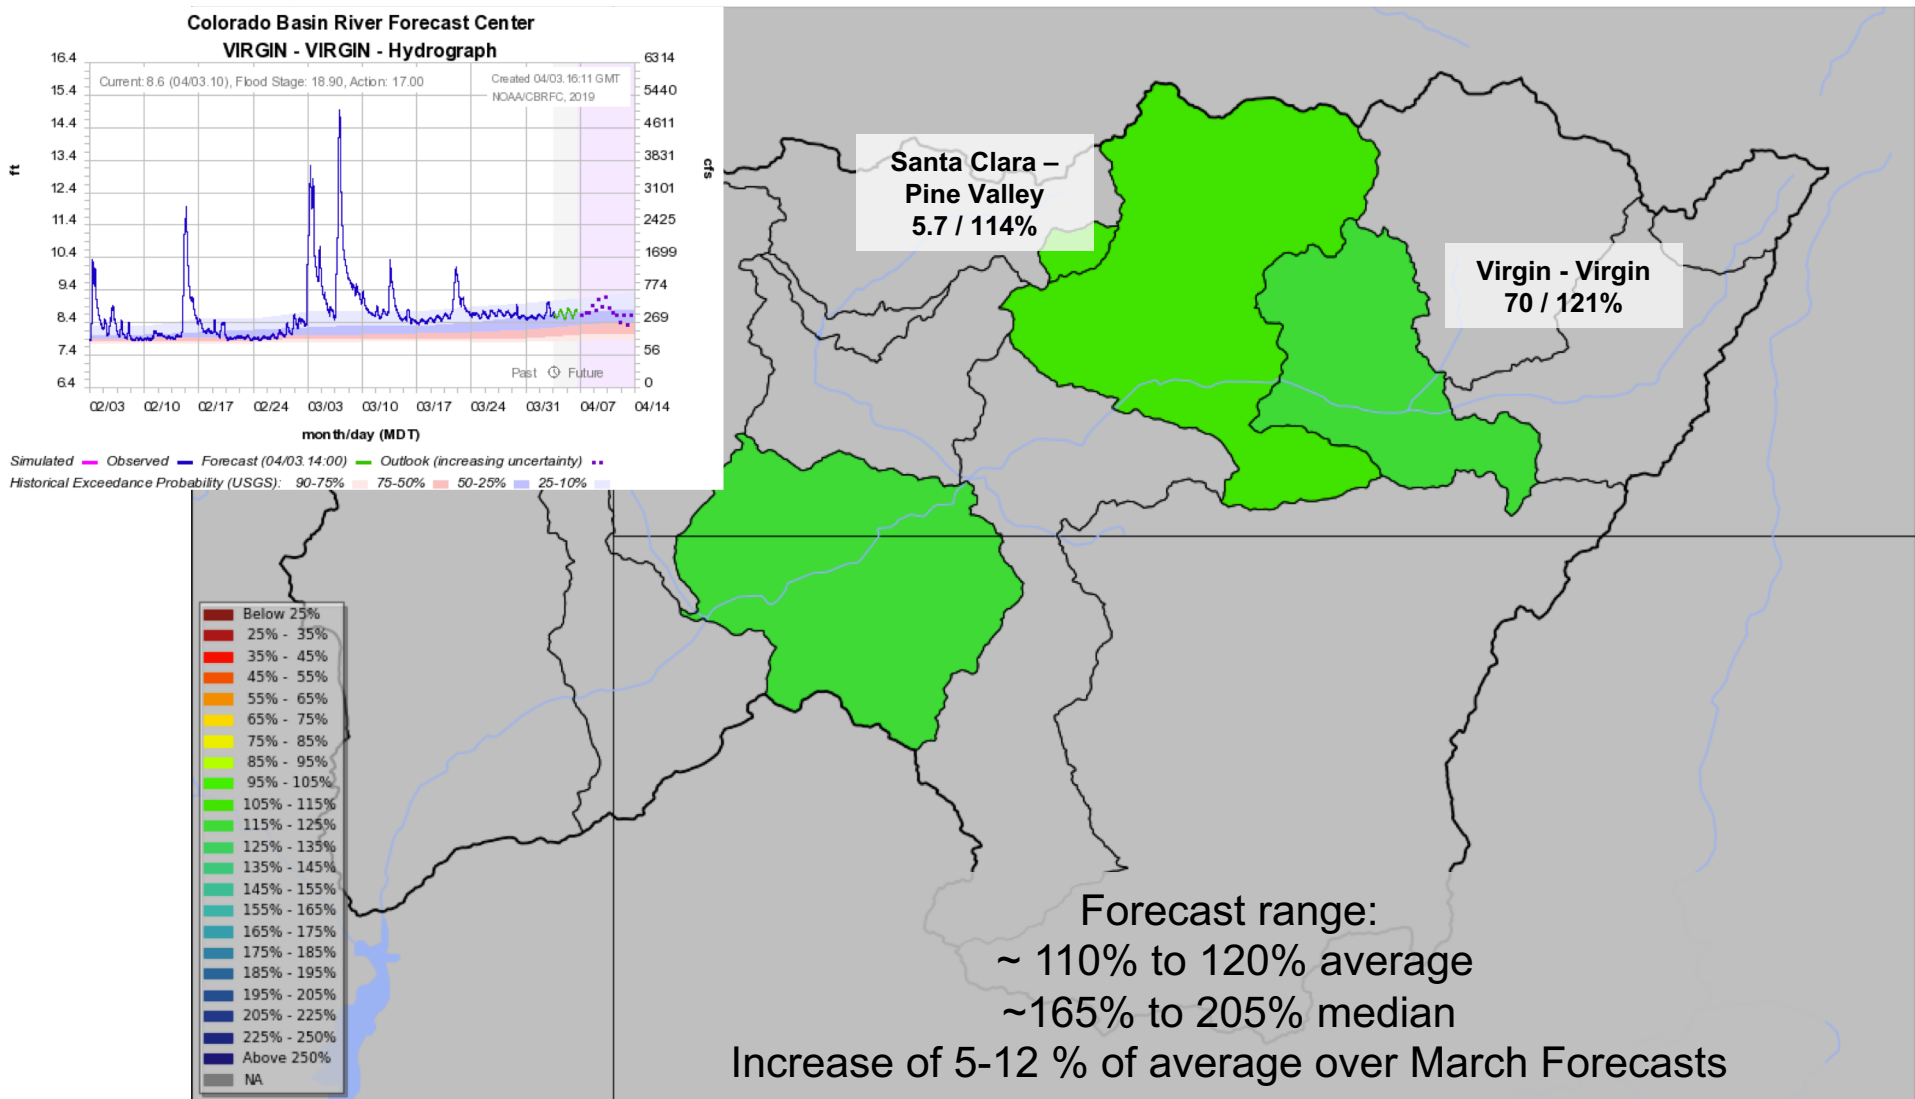 Colorado Basin River Forecast Center
VIRGIN - VIRGIN - Hydrograph
Current: 8.6 (04/03.10), Flood Stage: 18.90, Action: 17.00
Created 04/03.16:11 GMT
NOAA/CBRFC, 2019
ft
16.4
15.4
14.4
13.4
12.4
11.4
10.4
9.4
8.4
7.4
6.4
6314
5440
4611
3831
3101
2425
1699
774
269
56
0
cfs
Past Future
02/03 02/10 02/17 02/24 03/03 03/10 03/17 03/24 03/31 04/07 04/14
month/day (MDT)
Simulated Observed Forecast (04/03.14:00) Outlook (increasing uncertainty)
Historical Exceedance Probability (USGS): 90-75% 75-50% 50-25% 25-10%
Santa Clara –
Pine Valley
5.7 / 114%
Virgin - Virgin
70 / 121%
Below 25%
25% - 35%
35% - 45%
45% - 55%
55% - 65%
65% - 75%
75% - 85%
85% - 95%
95% - 105%
105% - 115%
115% - 125%
125% - 135%
135% - 145%
145% - 155%
155% - 165%
165% - 175%
175% - 185%
185% - 195%
195% - 205%
205% - 225%
225% - 250%
Above 250%
NA
Forecast range:
~ 110% to 120% average
~165% to 205% median
Increase of 5-12 % of average over March Forecasts